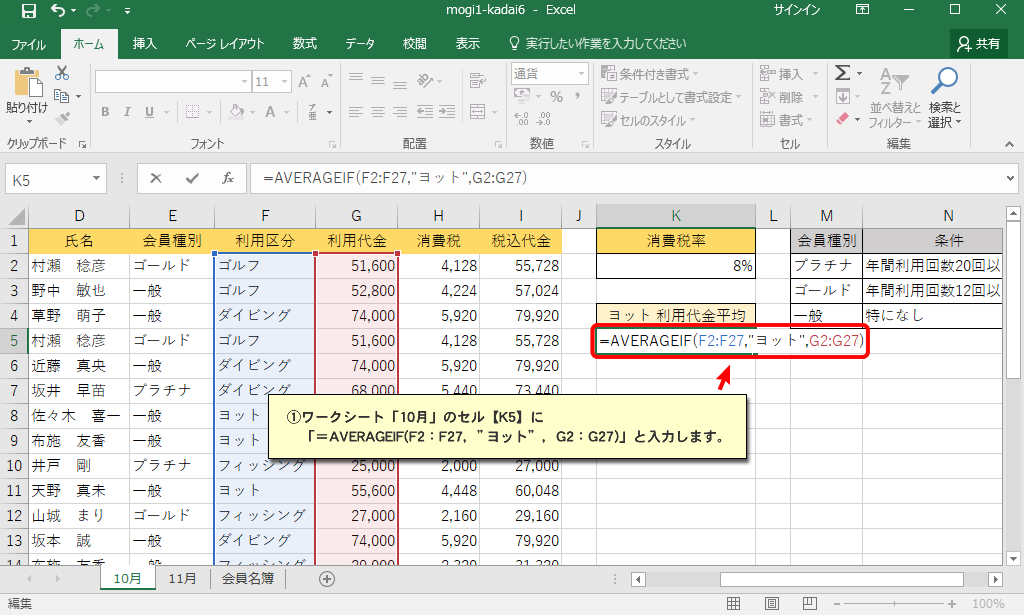 mogi1-kadai6 - Excel
サインイン
ファイル ホーム 挿入 ページ レイアウト 数式 データ 校閲 表示 実行したい作業を入力してください 共有
貼り付け
クリップボード
11
B I U
フォント
配置
通貨
%
数値
条件付き書式
テーブルとして書式設定
セルのスタイル
スタイル
挿入
削除
書式
セル
並べ替えと
フィルター
検索と
選択
編集
K5 =AVERAGEIF(F2:F27,"ヨット",G2:G27)
D E F G H I J K L M N
1 氏名 会員種別 利用区分 利用代金 消費税 税込代金 消費税率 会員種別 条件
2 村瀬 稔彦 ゴールド ゴルフ 51,600 4,128 55,728 8% プラチナ 年間利用回数20回以
3 野中 敏也 一般 ゴルフ 52,800 4,224 57,024 ゴールド 年間利用回数12回以
4 草野 萌子 一般 ダイビング 74,000 5,920 79,920 ヨット 利用代金平均 一般 特になし
5 村瀬 稔彦 ゴールド ゴルフ 51,600 4,128 55,728 =AVERAGEIF(F2:F27,"ヨット",G2:G27)
6 近藤 真央 一般 ダイビング 74,000 5,920 79,920
7 坂井 早苗 プラチナ ダイビング 68,000 5,440 73,440
8 佐々木 喜一 一般 ヨット
9 布施 友香 一般 ヨット
10 井戸 剛 プラチナ フィッシング 25,000 2,000 27,000
11 天野 真未 一般 ヨット 55,600 4,448 60,048
12 山城 まり ゴールド フィッシング 27,000 2,160 29,160
13 坂本 誠 一般 ダイビング 74,000 5,920 79,920
14 布施 友香 一般 フィッシング
①ワークシート「10月」のセル【K5】に
「＝AVERAGEIF(F2：F27, ”ヨット”, G2：G27)」と入力します。
10月 11月 会員名簿
編集 100%